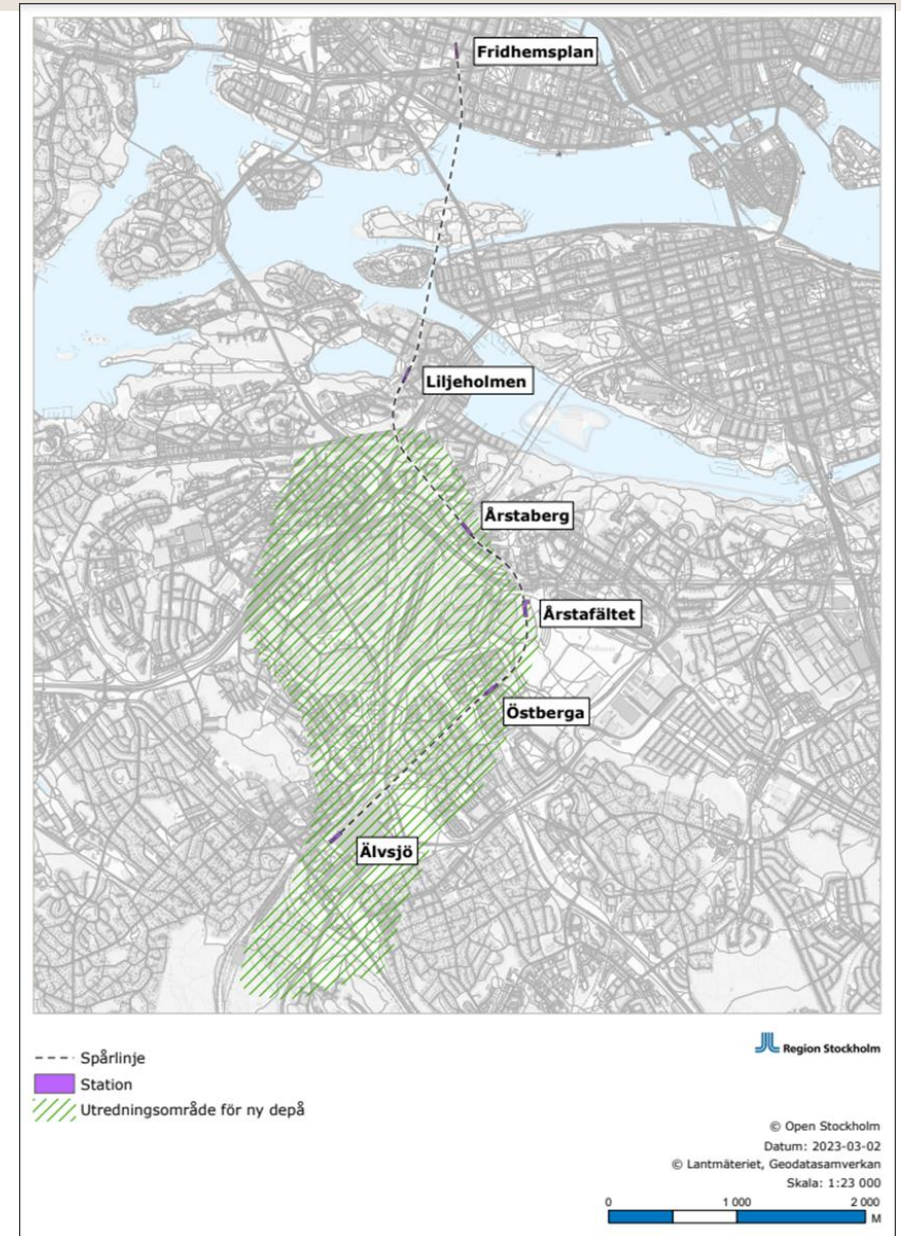 Fridhemsplan
Liljeholmen
Årstaberg
Årstafältet
Östberga
Älvsjö
Spårlinje
Station
Utredningsområde för ny depå
Region Stockholm
© Open Stockholm
Datum: 2023-03-02
© Lantmäteriet, Geodatasamverkan
Skala: 1:23 000
0 1 000 2 000
M